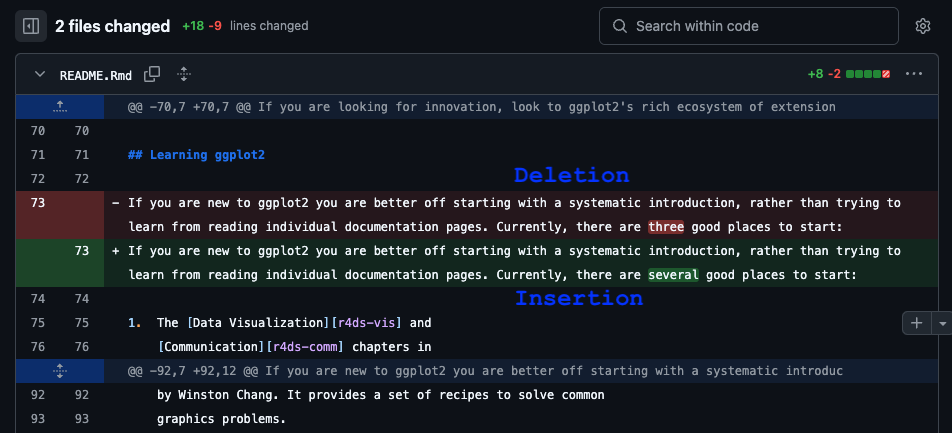 2 files changed +18 -9 lines changed Search within code
README.Rmd +8 -2
@@ -70,7 +70,7 @@ If you are looking for innovation, look to ggplot2's rich ecosystem of extension
70 70
71 71 ## Learning ggplot2
72 72
Deletion
73 - If you are new to ggplot2 you are better off starting with a systematic introduction, rather than trying to
learn from reading individual documentation pages. Currently, there are three good places to start:
73 + If you are new to ggplot2 you are better off starting with a systematic introduction, rather than trying to
learn from reading individual documentation pages. Currently, there are several good places to start:
74 74
Insertion
75 75 1. The [Data Visualization][r4ds-vis] and
76 76 [Communication][r4ds-comm] chapters in
@@ -92,7 +92,12 @@ If you are new to ggplot2 you are better off starting with a systematic introduc
92 92 by Winston Chang. It provides a set of recipes to solve common
93 93 graphics problems.